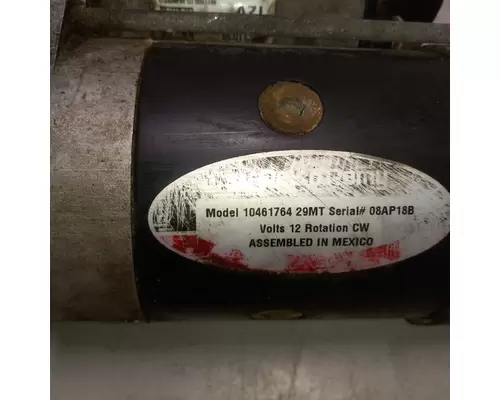 Model 10461764 29MT Serial# 08AP18B
Volts 12 Rotation CW
ASSEMBLED IN MEXICO